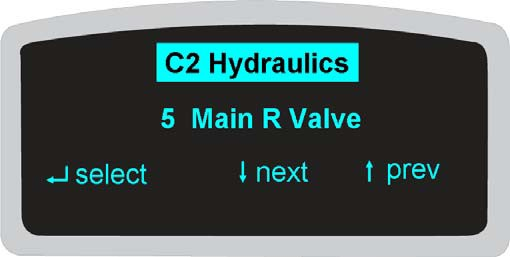 C2 Hydraulics
5 Main R Valve
↵ select ↓ next ↑ prev